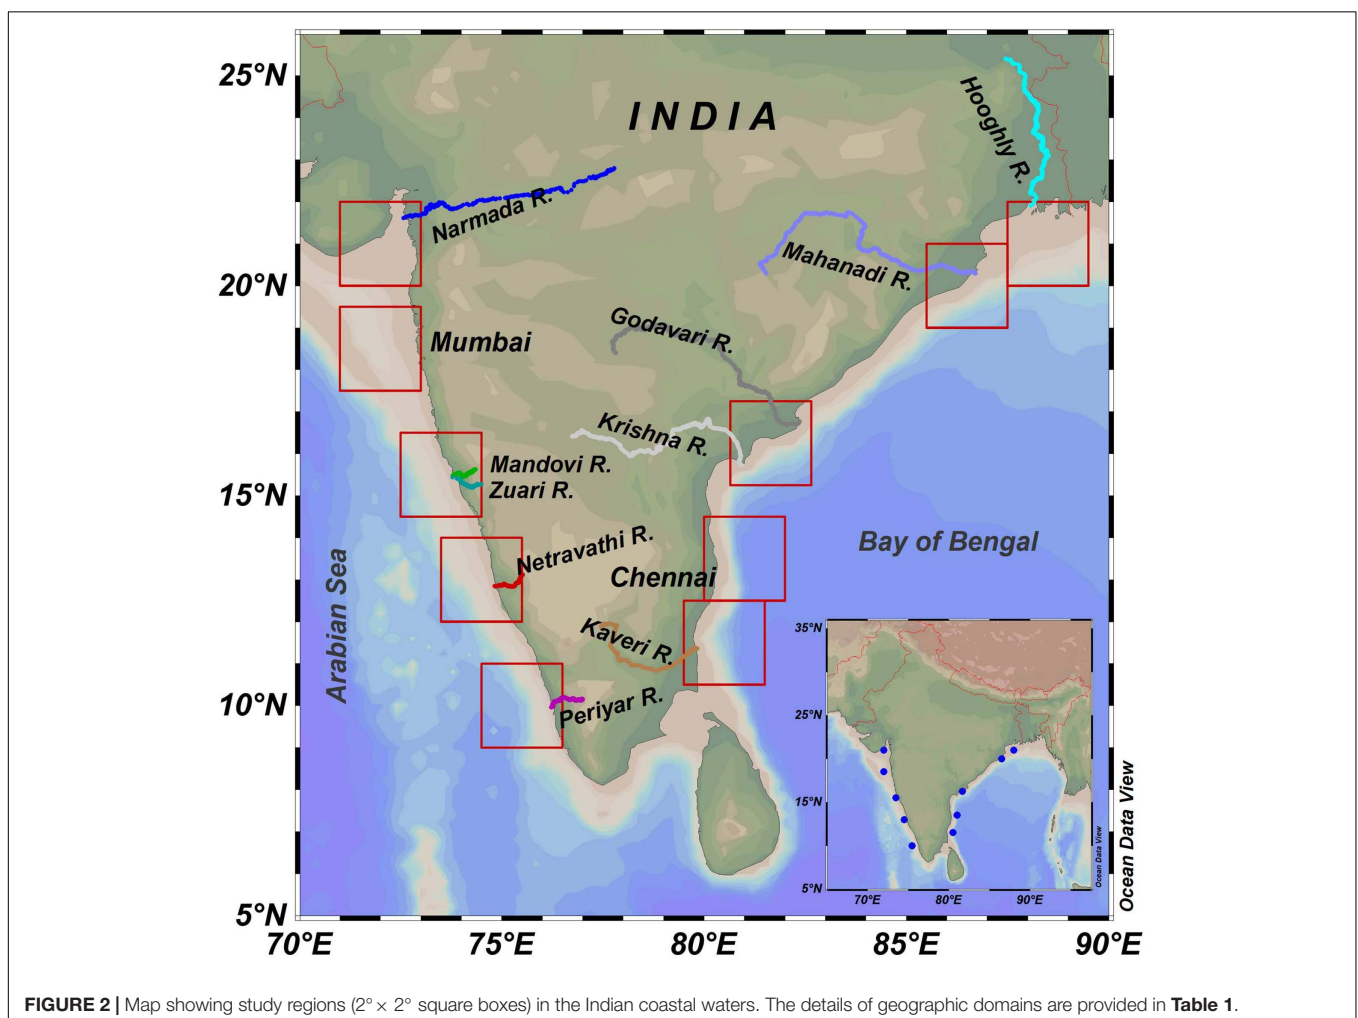 25°N
20°N
15°N
10°N
5°N
70°E 75°E 80°E 85°E 90°E
INDIA
Hooghly R.
Narmada R.
Mahanadi R.
Mumbai
Godavari R.
Krishna R.
Mandovi R.
Zuari R.
Netravathi R.
Chennai
Kaveri R.
Periyar R.
Arabian Sea
Bay of Bengal
35°N
25°N
15°N
5°N
70°E 80°E 90°E
Ocean Data View
Ocean Data View
FIGURE 2 | Map showing study regions (2° × 2° square boxes) in the Indian coastal waters. The details of geographic domains are provided in Table 1.